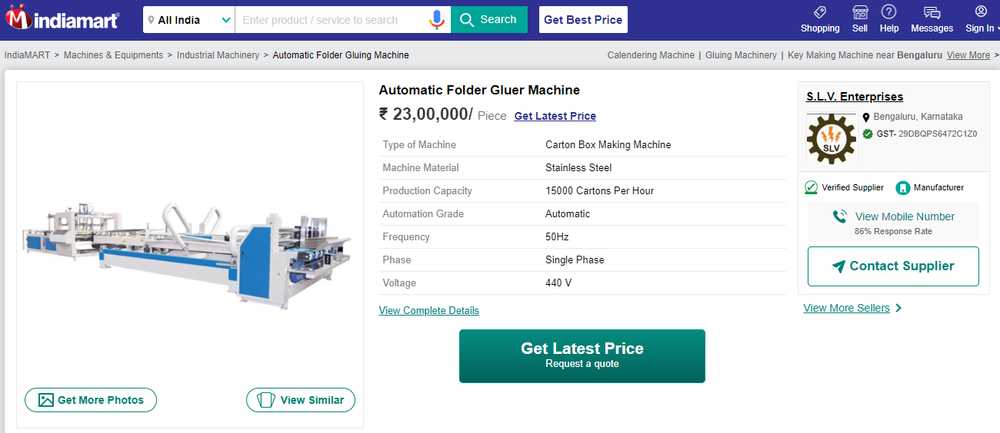 indiamart
All India
Enter product / service to search
Search
Get Best Price
Shopping
Sell
Help
Messages
Sign In
IndiaMART > Machines & Equipments > Industrial Machinery > Automatic Folder Gluing Machine
Calendering Machine | Gluing Machinery | Key Making Machine near Bengaluru View More >
Automatic Folder Gluer Machine
₹ 23,00,000/ Piece Get Latest Price
Type of Machine Carton Box Making Machine
Machine Material Stainless Steel
Production Capacity 15000 Cartons Per Hour
Automation Grade Automatic
Frequency 50Hz
Phase Single Phase
Voltage 440 V
View Complete Details
Get Latest Price
Request a quote
Get More Photos
View Similar
S.L.V. Enterprises
SLV
Bengaluru, Karnataka
GST- 29DBQPS6472C1Z0
Verified Supplier
Manufacturer
View Mobile Number
86% Response Rate
Contact Supplier
View More Sellers